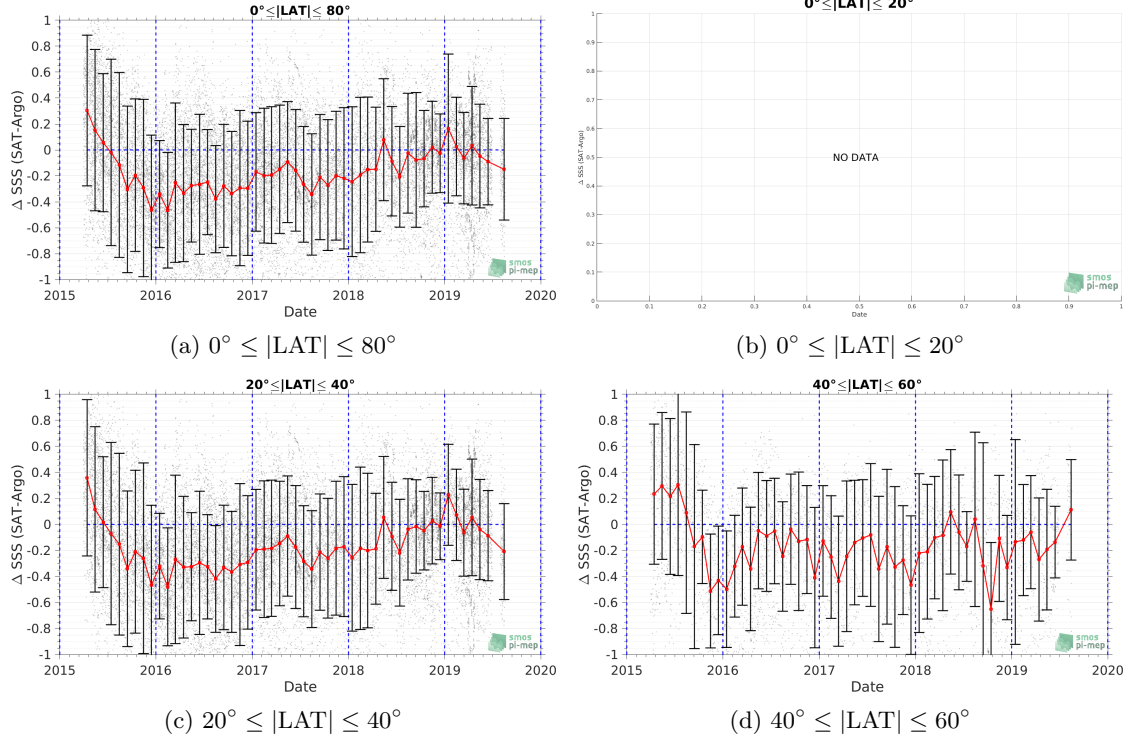 0°≤|LAT|≤ 80°
1
0.8
0.6
0.4
0.2
0
-0.2
-0.4
-0.6
-0.8
-1
Δ SSS (SAT-Argo)
2015 2016 2017 2018 2019 2020
Date
smos
pi-mep
(a) 0° ≤ |LAT| ≤ 80°
0°≤|LAT|≤ 20°
1
0.9
0.8
0.7
0.6
0.5
0.4
0.3
0.2
0.1
0
Δ SSS (SAT-Argo)
NO DATA
0 0.1 0.2 0.3 0.4 0.5 0.6 0.7 0.8 0.9 1
Date
smos
pi-mep
(b) 0° ≤ |LAT| ≤ 20°
20°≤|LAT|≤ 40°
1
0.8
0.6
0.4
0.2
0
-0.2
-0.4
-0.6
-0.8
-1
Δ SSS (SAT-Argo)
2015 2016 2017 2018 2019 2020
Date
smos
pi-mep
(c) 20° ≤ |LAT| ≤ 40°
40°≤|LAT|≤ 60°
1
0.8
0.6
0.4
0.2
0
-0.2
-0.4
-0.6
-0.8
-1
Δ SSS (SAT-Argo)
2015 2016 2017 2018 2019 2020
Date
smos
pi-mep
(d) 40° ≤ |LAT| ≤ 60°